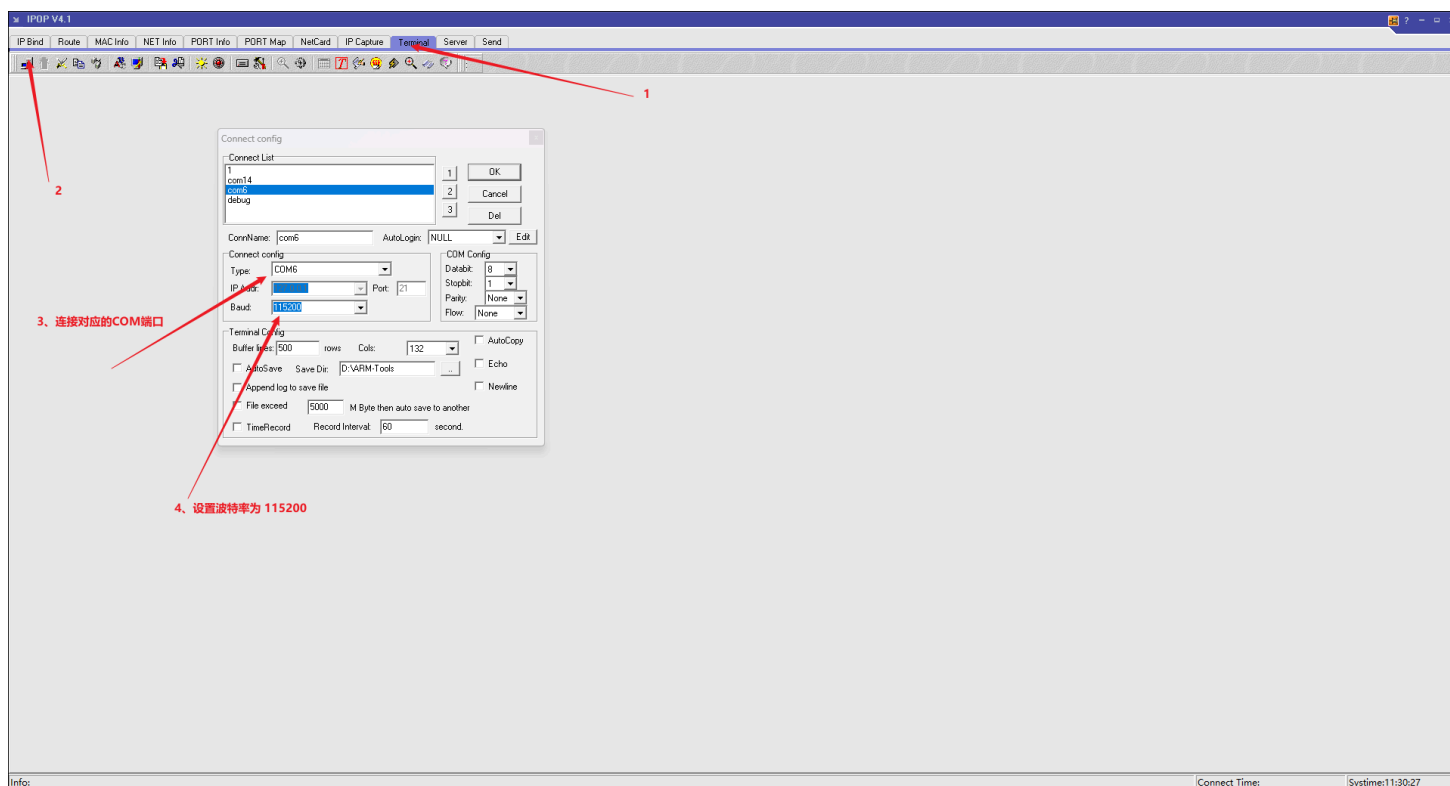 IPOP V4.1
?
IP Bind Route MAC Info NET Info PORT Info PORT Map NetCard IP Capture Terminal Server Send
1
2
Connect config
Connect List
1
com14
com6
debug
1
2
3
OK
Cancel
Del
ConnName: com6 AutoLogin: NULL Edit
Connect config
Type: COM6
IP Addr: Port: 21
Baud: 115200
COM Config
Databit: 8
Stopbit: 1
Parity: None
Flow: None
3、连接对应的COM端口
Terminal Config
Buffer lines: 500 rows Cols: 132
AutoSave Save Dir: D:\ARM-Tools ..
Append log to save file
File exceed 5000 M Byte then auto save to another
TimeRecord Record Interval: 60 second.
AutoCopy
Echo
Newline
4、设置波特率为 115200
Info: Connect Time: Systime:11:30:27